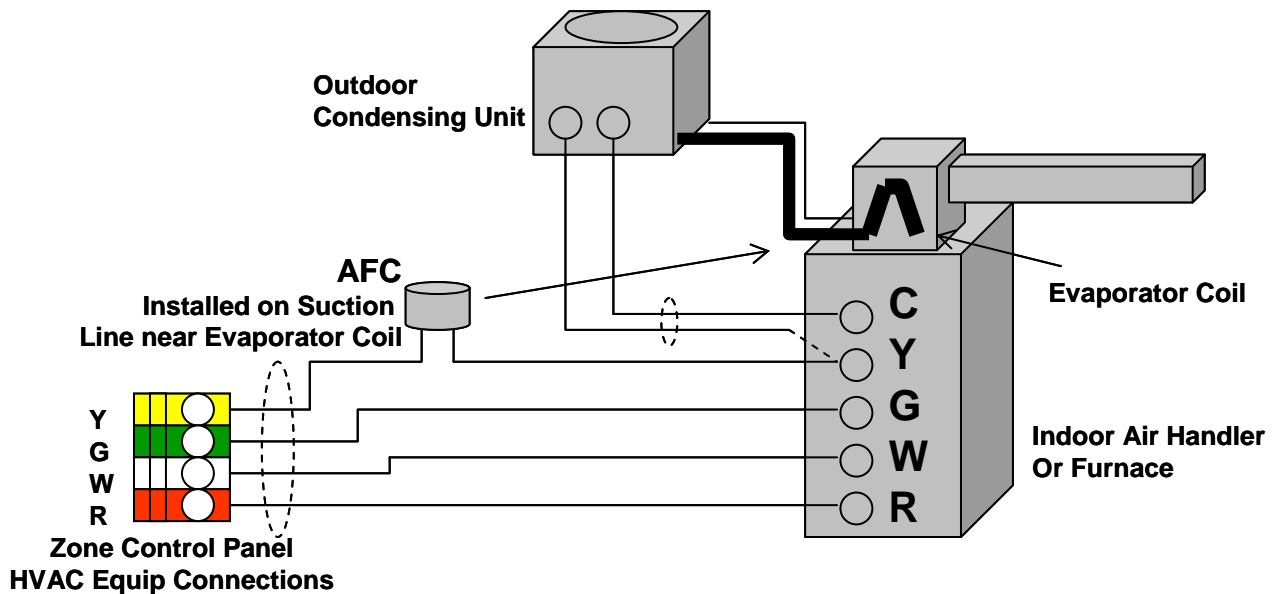 Outdoor
Condensing Unit
AFC
Installed on Suction
Line near Evaporator Coil
Evaporator Coil
C
Y
G
W
R
Indoor Air Handler
Or Furnace
Y
G
W
R
Zone Control Panel
HVAC Equip Connections